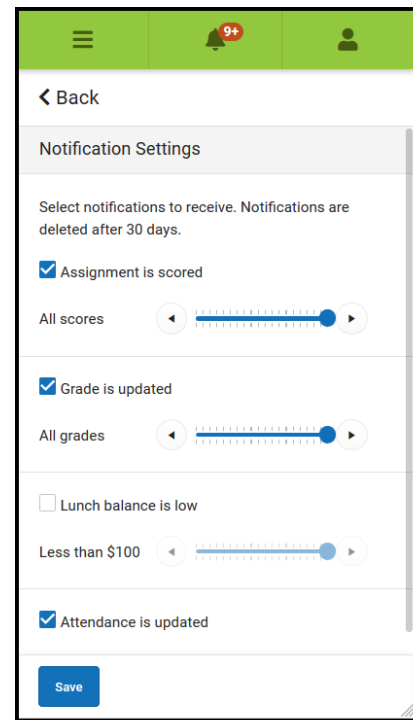 9+
Back
Notification Settings
Select notifications to receive. Notifications are
deleted after 30 days.
Assignment is scored
All scores
Grade is updated
All grades
Lunch balance is low
Less than $100
Attendance is updated
Save